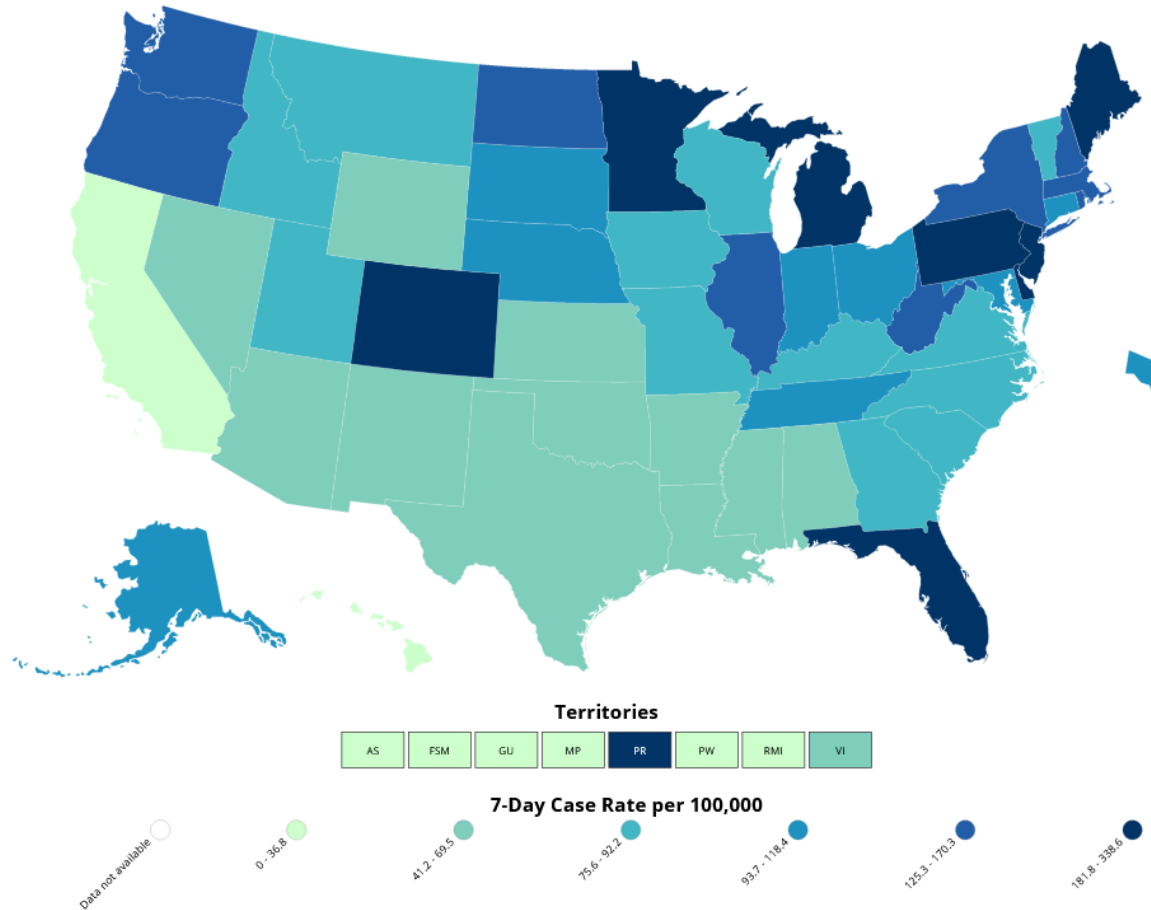 Territories
AS FSM GU MP PR PW RMI VI
7-Day Case Rate per 100,000
Data not available 0 - 36.8 41.2 - 69.5 75.6 - 92.2 93.7 - 118.4 125.3 - 170.3 181.8 - 338.6